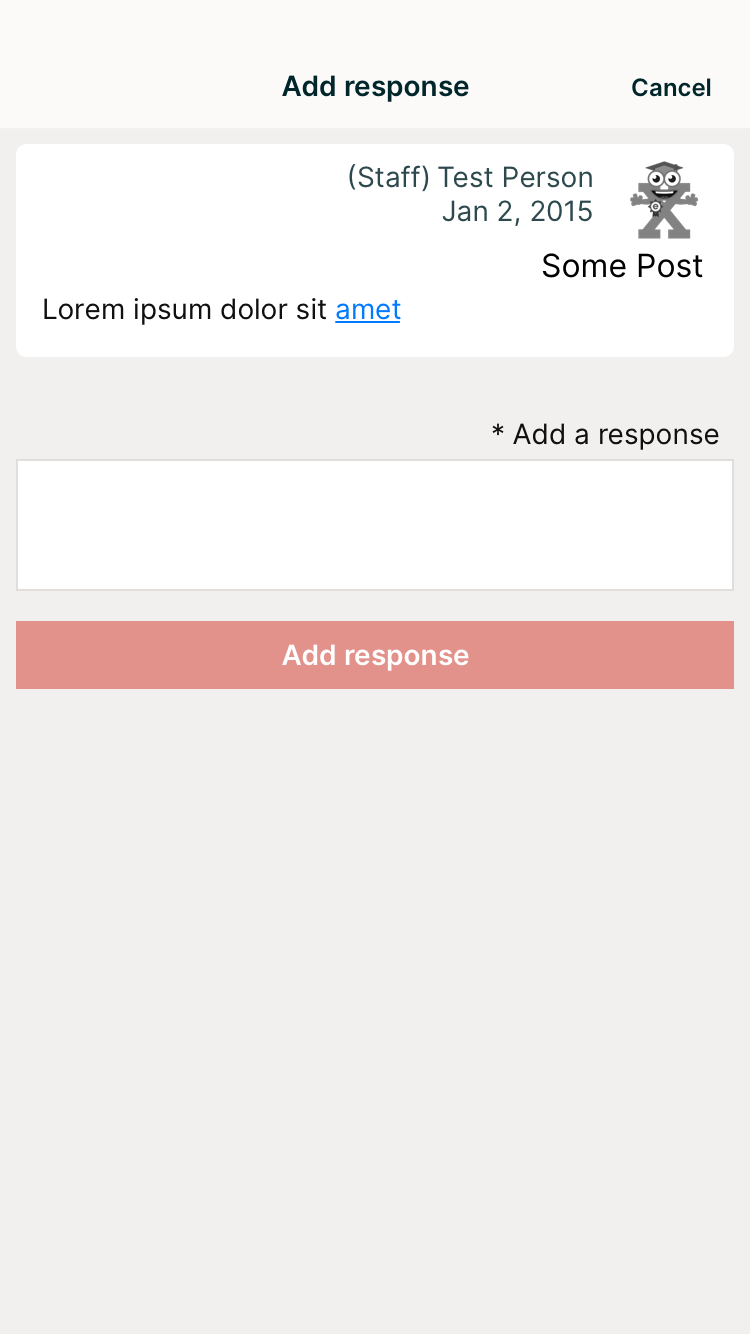 Add response
Cancel
(Staff) Test Person
Jan 2, 2015
Some Post
Lorem ipsum dolor sit amet
* Add a response
Add response